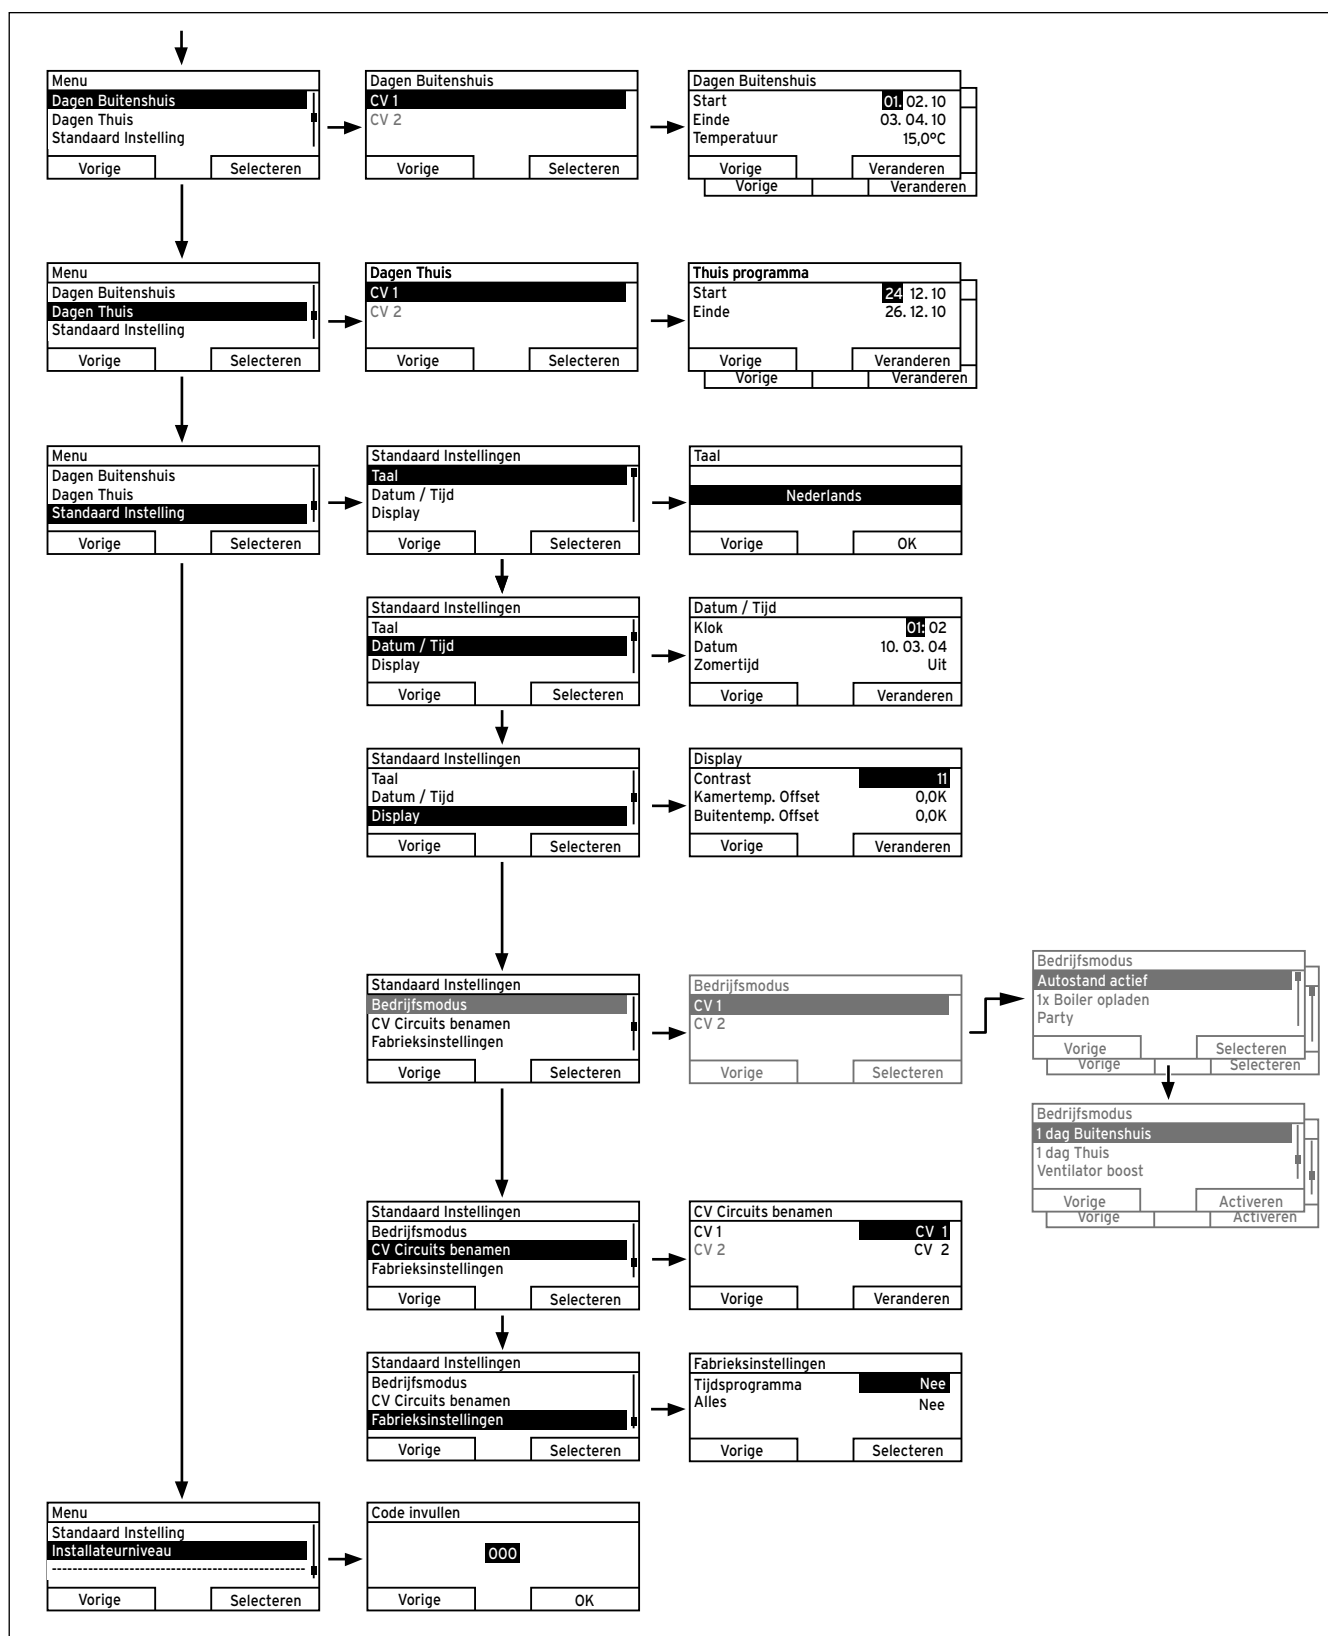 Menu
Dagen Buitenshuis
Dagen Thuis
Standaard Instelling
Vorige Selecteren
Dagen Buitenshuis
CV 1
CV 2
Vorige Selecteren
Dagen Buitenshuis
Start 01. 02. 10
Einde 03. 04. 10
Temperatuur 15,0°C
Vorige Veranderen
Vorige Veranderen
Menu
Dagen Buitenshuis
Dagen Thuis
Standaard Instelling
Vorige Selecteren
Dagen Thuis
CV 1
CV 2
Vorige Selecteren
Thuis programma
Start 24 12. 10
Einde 26. 12. 10
Vorige Veranderen
Vorige Veranderen
Menu
Dagen Buitenshuis
Dagen Thuis
Standaard Instelling
Vorige Selecteren
Standaard Instellingen
Taal
Datum / Tijd
Display
Vorige Selecteren
Taal
Nederlands
Vorige OK
Standaard Instellingen
Taal
Datum / Tijd
Display
Vorige Selecteren
Datum / Tijd
Klok 01: 02
Datum 10. 03. 04
Zomertijd Uit
Vorige Veranderen
Standaard Instellingen
Taal
Datum / Tijd
Display
Vorige Selecteren
Display
Contrast 11
Kamertemp. Offset 0,0K
Buitentemp. Offset 0,0K
Vorige Veranderen
Standaard Instellingen
Bedrijfsmodus
CV Circuits benamen
Fabrieksinstellingen
Vorige Selecteren
Bedrijfsmodus
CV 1
CV 2
Vorige Selecteren
Bedrijfsmodus
Autostand actief
1x Boiler opladen
Party
Vorige Selecteren
Vorige Selecteren
Bedrijfsmodus
1 dag Buitenshuis
1 dag Thuis
Ventilator boost
Vorige Activeren
Vorige Activeren
Standaard Instellingen
Bedrijfsmodus
CV Circuits benamen
Fabrieksinstellingen
Vorige Selecteren
CV Circuits benamen
CV 1 CV 1
CV 2 CV 2
Vorige Veranderen
Standaard Instellingen
Bedrijfsmodus
CV Circuits benamen
Fabrieksinstellingen
Vorige Selecteren
Fabrieksinstellingen
Tijdsprogramma Nee
Alles Nee
Vorige Selecteren
Menu
Standaard Instelling
Installateurniveau
------------------------------------------------
Vorige Selecteren
Code invullen
000
Vorige OK